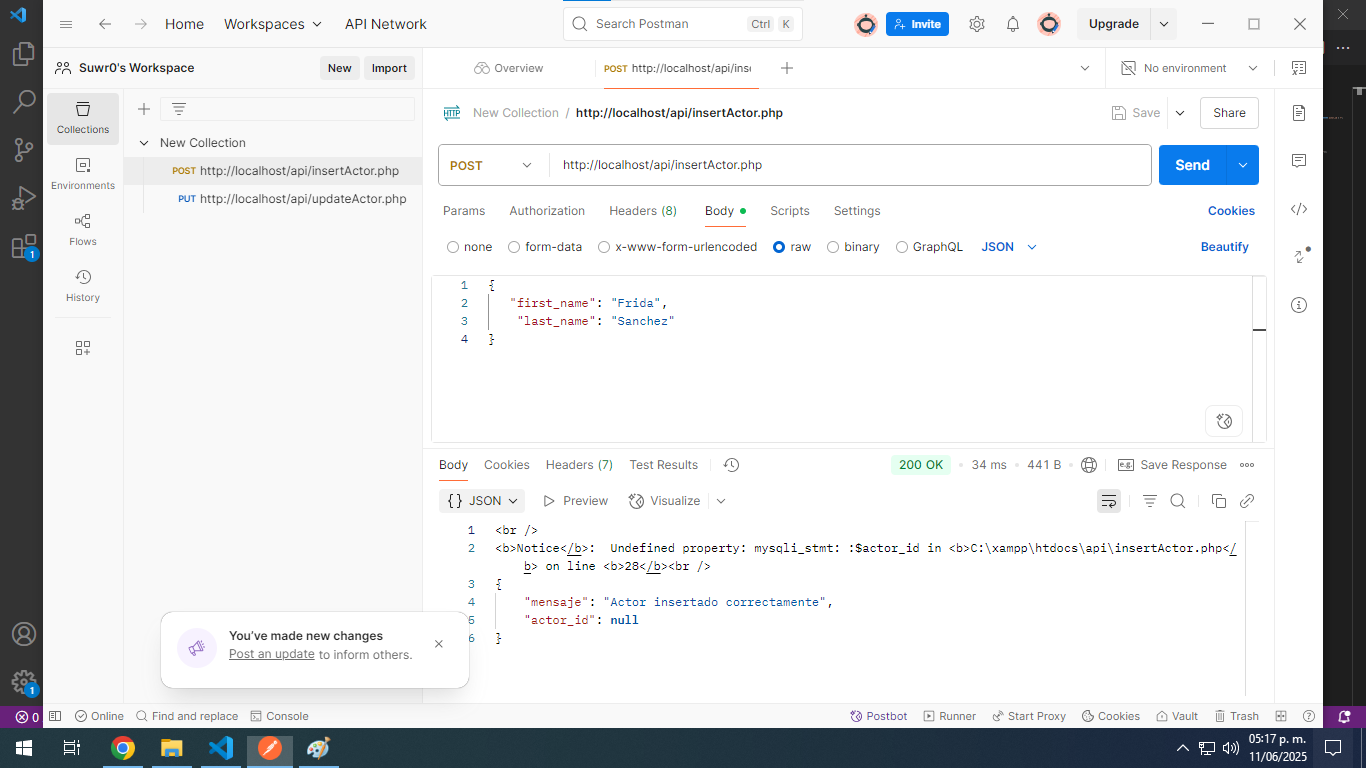 Home
Workspaces
API Network
Search Postman
Ctrl K
Invite
Upgrade
Suwr0's Workspace
New
Import
Overview
POST http://localhost/api/inse
No environment
Collections
Environments
Flows
History
New Collection
POST http://localhost/api/insertActor.php
PUT http://localhost/api/updateActor.php
HTTP
New Collection / http://localhost/api/insertActor.php
Save
Share
POST
http://localhost/api/insertActor.php
Send
Params
Authorization
Headers (8)
Body
Scripts
Settings
Cookies
none
form-data
x-www-form-urlencoded
raw
binary
GraphQL
JSON
Beautify
1 {
2 "first_name": "Frida",
3 "last_name": "Sanchez"
4 }
Body
Cookies
Headers (7)
Test Results
200 OK
34 ms
441 B
e.g.
Save Response
{} JSON
Preview
Visualize
1 <br />
2 <b>Notice</b>: Undefined property: mysqli_stmt: :$actor_id in <b>C:\xampp\htdocs\api\insertActor.php</
b> on line <b>28</b><br />
3 {
4 "mensaje": "Actor insertado correctamente",
5 "actor_id": null
6 }
You've made new changes
Post an update to inform others.
1
1
0
Online
Find and replace
Console
Postbot
Runner
Start Proxy
Cookies
Vault
Trash
05:17 p. m.
11/06/2025